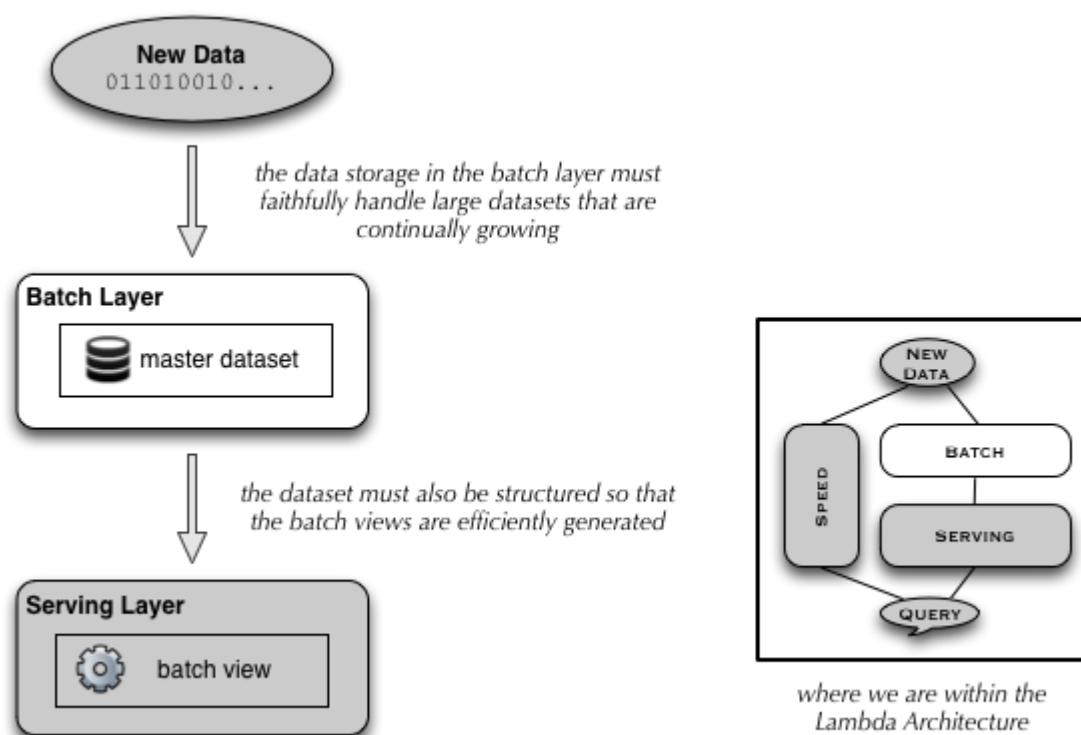 New Data
011010010...
the data storage in the batch layer must
faithfully handle large datasets that are
continually growing
Batch Layer
master dataset
the dataset must also be structured so that
the batch views are efficiently generated
Serving Layer
batch view
NEW
DATA
SPEED
BATCH
SERVING
QUERY
where we are within the
Lambda Architecture